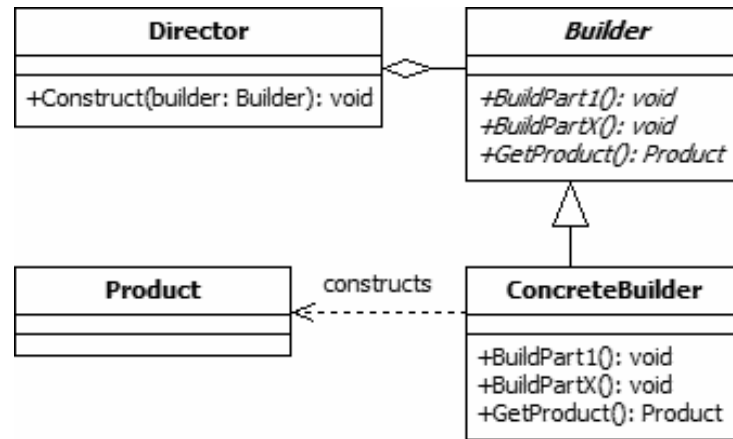 Director
+Construct(builder: Builder): void
Builder
+BuildPart1(): void
+BuildPartX(): void
+GetProduct(): Product
Product
constructs
ConcreteBuilder
+BuildPart1(): void
+BuildPartX(): void
+GetProduct(): Product